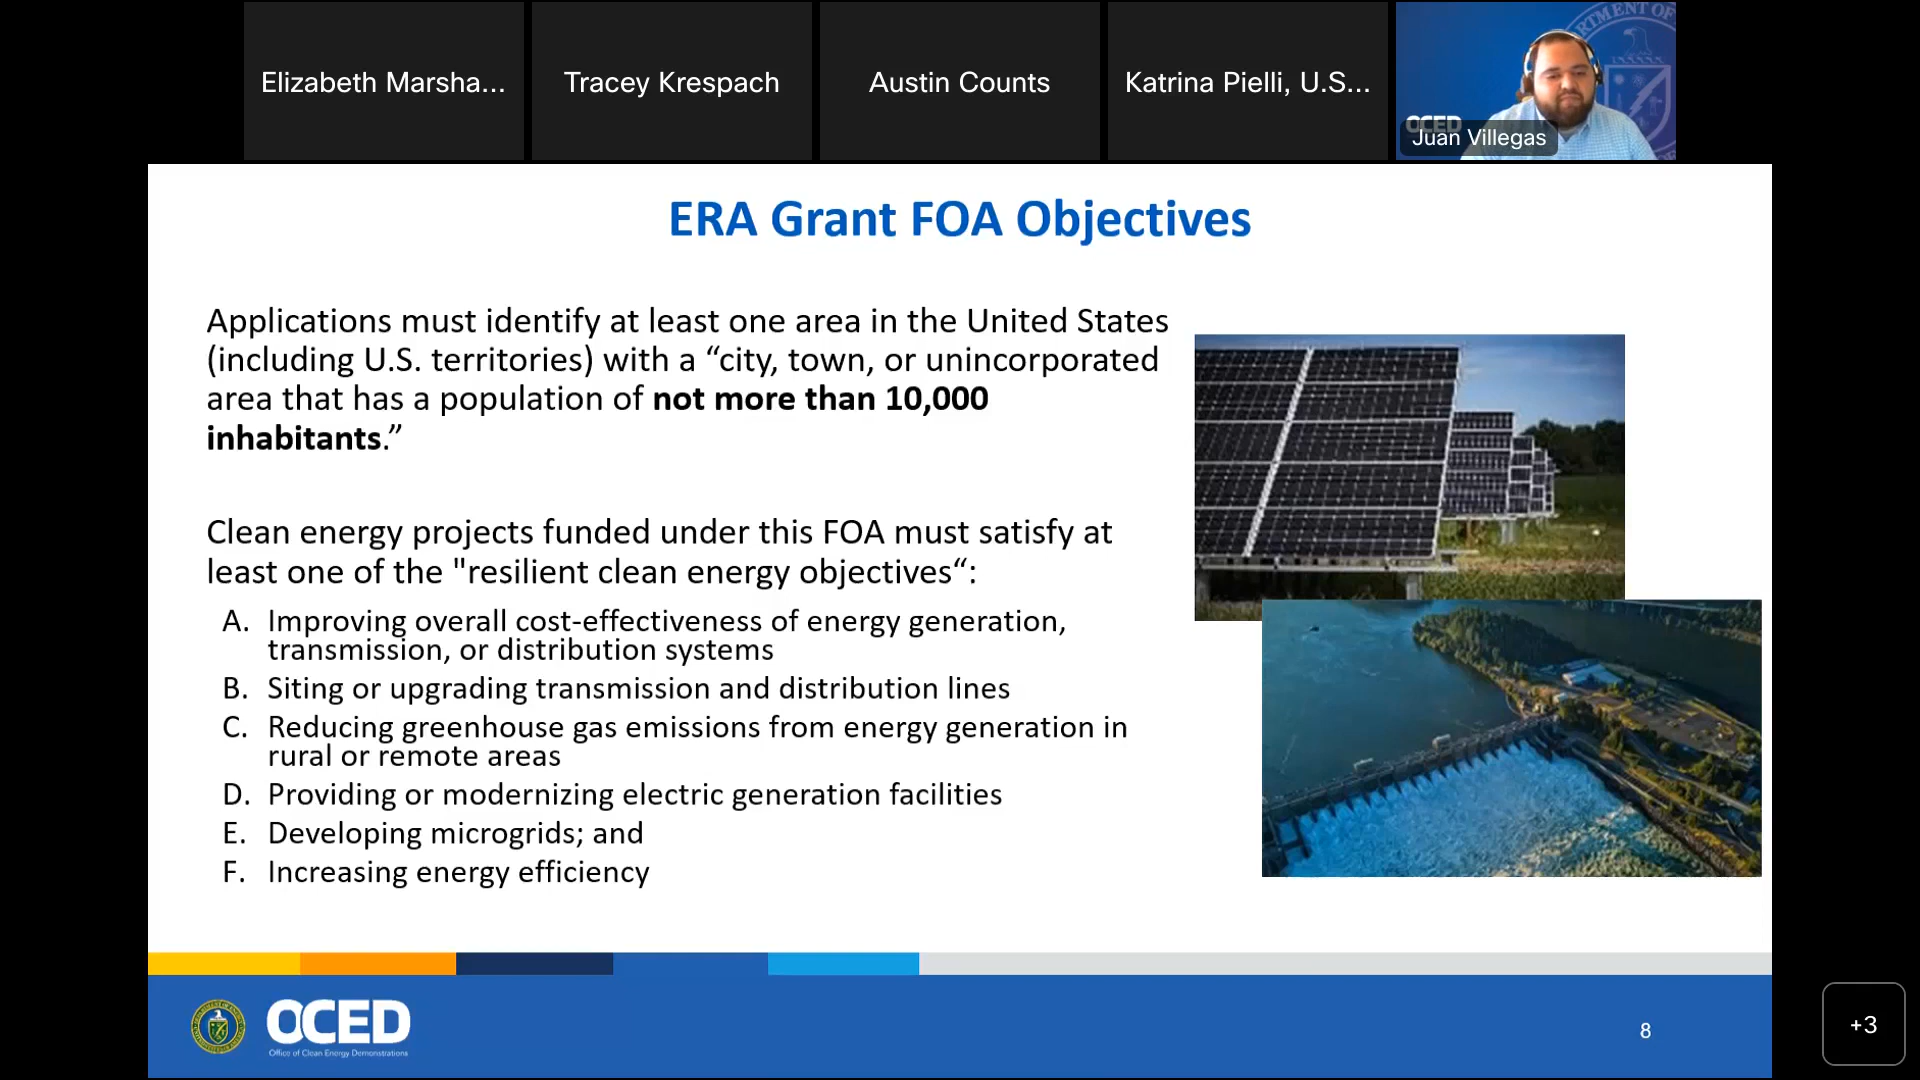 Elizabeth Marsha...
Tracey Krespach
Austin Counts
Katrina Pielli, U.S...
RTMENT OF
OCED
Juan Villegas
ERA Grant FOA Objectives
Applications must identify at least one area in the United States
(including U.S. territories) with a “city, town, or unincorporated
area that has a population of not more than 10,000
inhabitants.”
Clean energy projects funded under this FOA must satisfy at
least one of the "resilient clean energy objectives“:
A. Improving overall cost-effectiveness of energy generation,
transmission, or distribution systems
B. Siting or upgrading transmission and distribution lines
C. Reducing greenhouse gas emissions from energy generation in
rural or remote areas
D. Providing or modernizing electric generation facilities
E. Developing microgrids; and
F. Increasing energy efficiency
OCED
Office of Clean Energy Demonstrations
8
+3